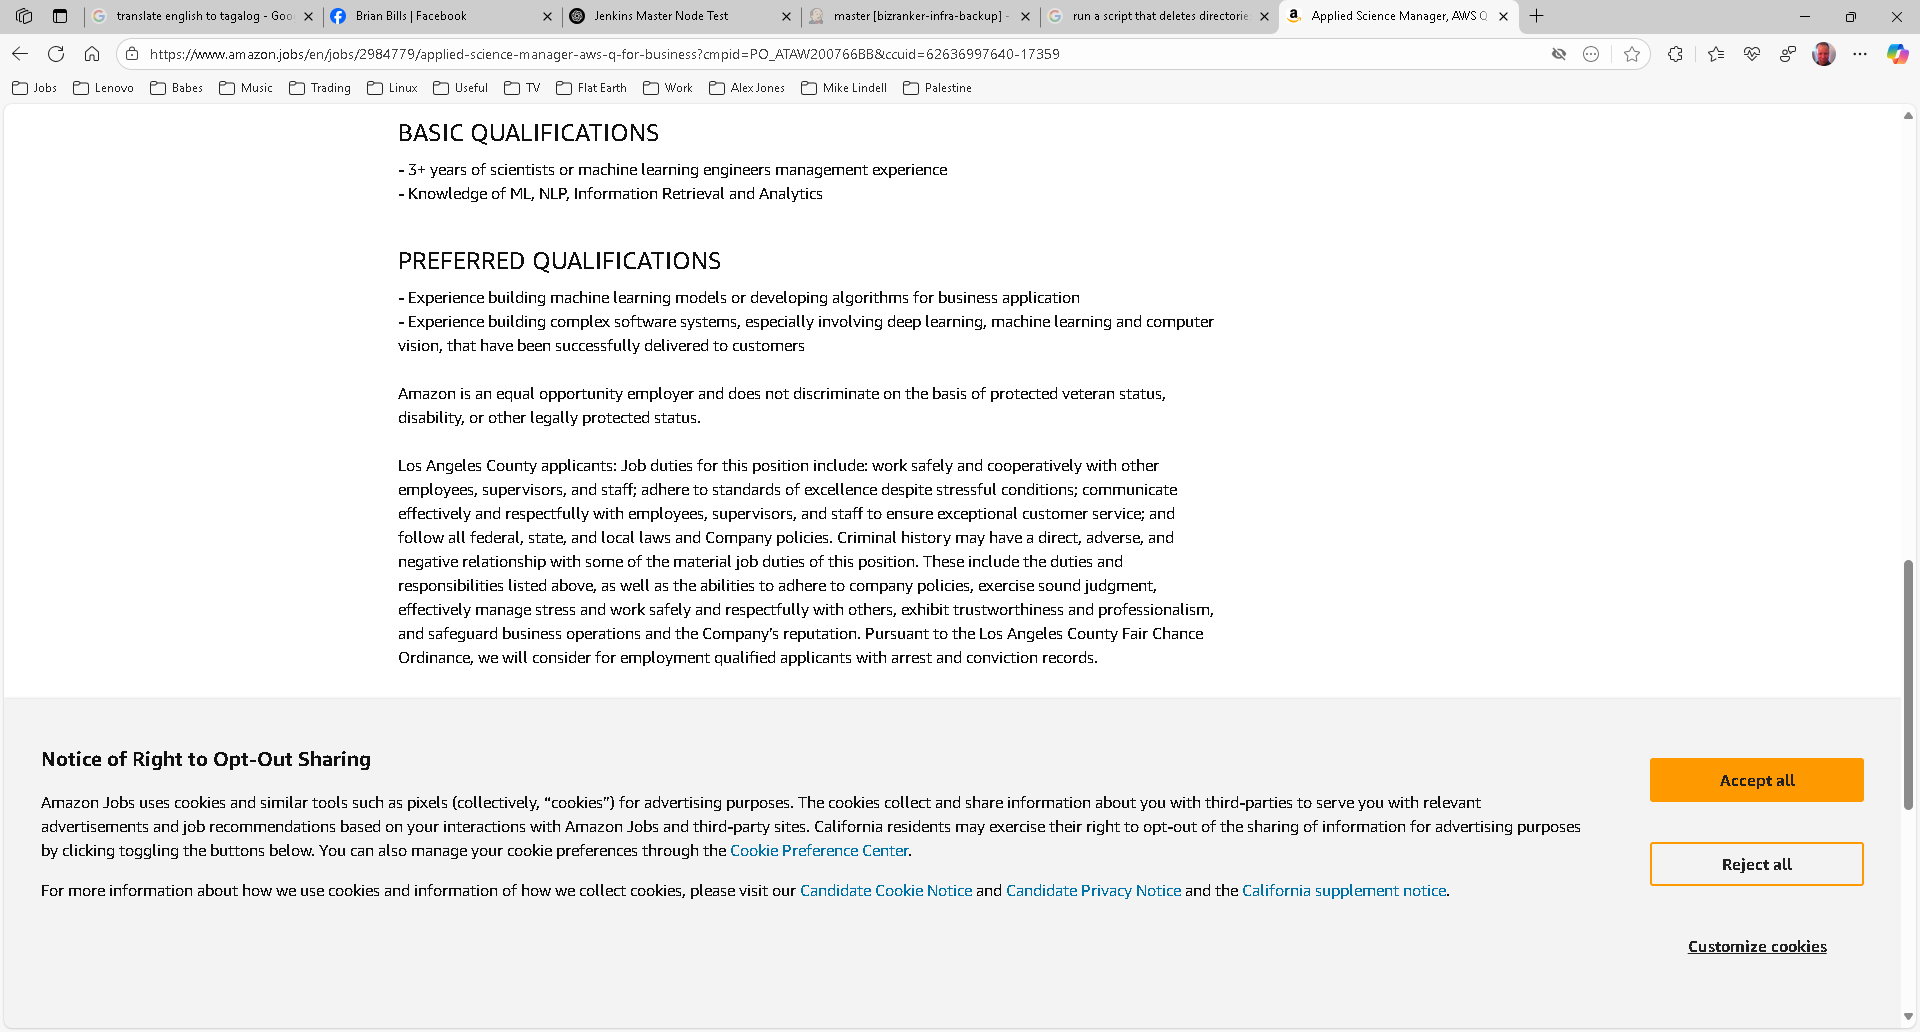 translate english to tagalog - Goo
Brian Bills | Facebook
Jenkins Master Node Test
master [bizranker-infra-backup] -
run a script that deletes directorie
Applied Science Manager, AWS Q
https://www.amazon.jobs/en/jobs/2984779/applied-science-manager-aws-q-for-business?cmpid=PO_ATAW200766BB&ccuid=62636997640-17359
Jobs
Lenovo
Babes
Music
Trading
Linux
Useful
TV
Flat Earth
Work
Alex Jones
Mike Lindell
Palestine
BASIC QUALIFICATIONS
- 3+ years of scientists or machine learning engineers management experience
- Knowledge of ML, NLP, Information Retrieval and Analytics
PREFERRED QUALIFICATIONS
- Experience building machine learning models or developing algorithms for business application
- Experience building complex software systems, especially involving deep learning, machine learning and computer
vision, that have been successfully delivered to customers
Amazon is an equal opportunity employer and does not discriminate on the basis of protected veteran status,
disability, or other legally protected status.
Los Angeles County applicants: Job duties for this position include: work safely and cooperatively with other
employees, supervisors, and staff; adhere to standards of excellence despite stressful conditions; communicate
effectively and respectfully with employees, supervisors, and staff to ensure exceptional customer service; and
follow all federal, state, and local laws and Company policies. Criminal history may have a direct, adverse, and
negative relationship with some of the material job duties of this position. These include the duties and
responsibilities listed above, as well as the abilities to adhere to company policies, exercise sound judgment,
effectively manage stress and work safely and respectfully with others, exhibit trustworthiness and professionalism,
and safeguard business operations and the Company's reputation. Pursuant to the Los Angeles County Fair Chance
Ordinance, we will consider for employment qualified applicants with arrest and conviction records.
Notice of Right to Opt-Out Sharing
Amazon Jobs uses cookies and similar tools such as pixels (collectively, “cookies”) for advertising purposes. The cookies collect and share information about you with third-parties to serve you with relevant
advertisements and job recommendations based on your interactions with Amazon Jobs and third-party sites. California residents may exercise their right to opt-out of the sharing of information for advertising purposes
by clicking toggling the buttons below. You can also manage your cookie preferences through the Cookie Preference Center.
For more information about how we use cookies and information of how we collect cookies, please visit our Candidate Cookie Notice and Candidate Privacy Notice and the California supplement notice.
Accept all
Reject all
Customize cookies